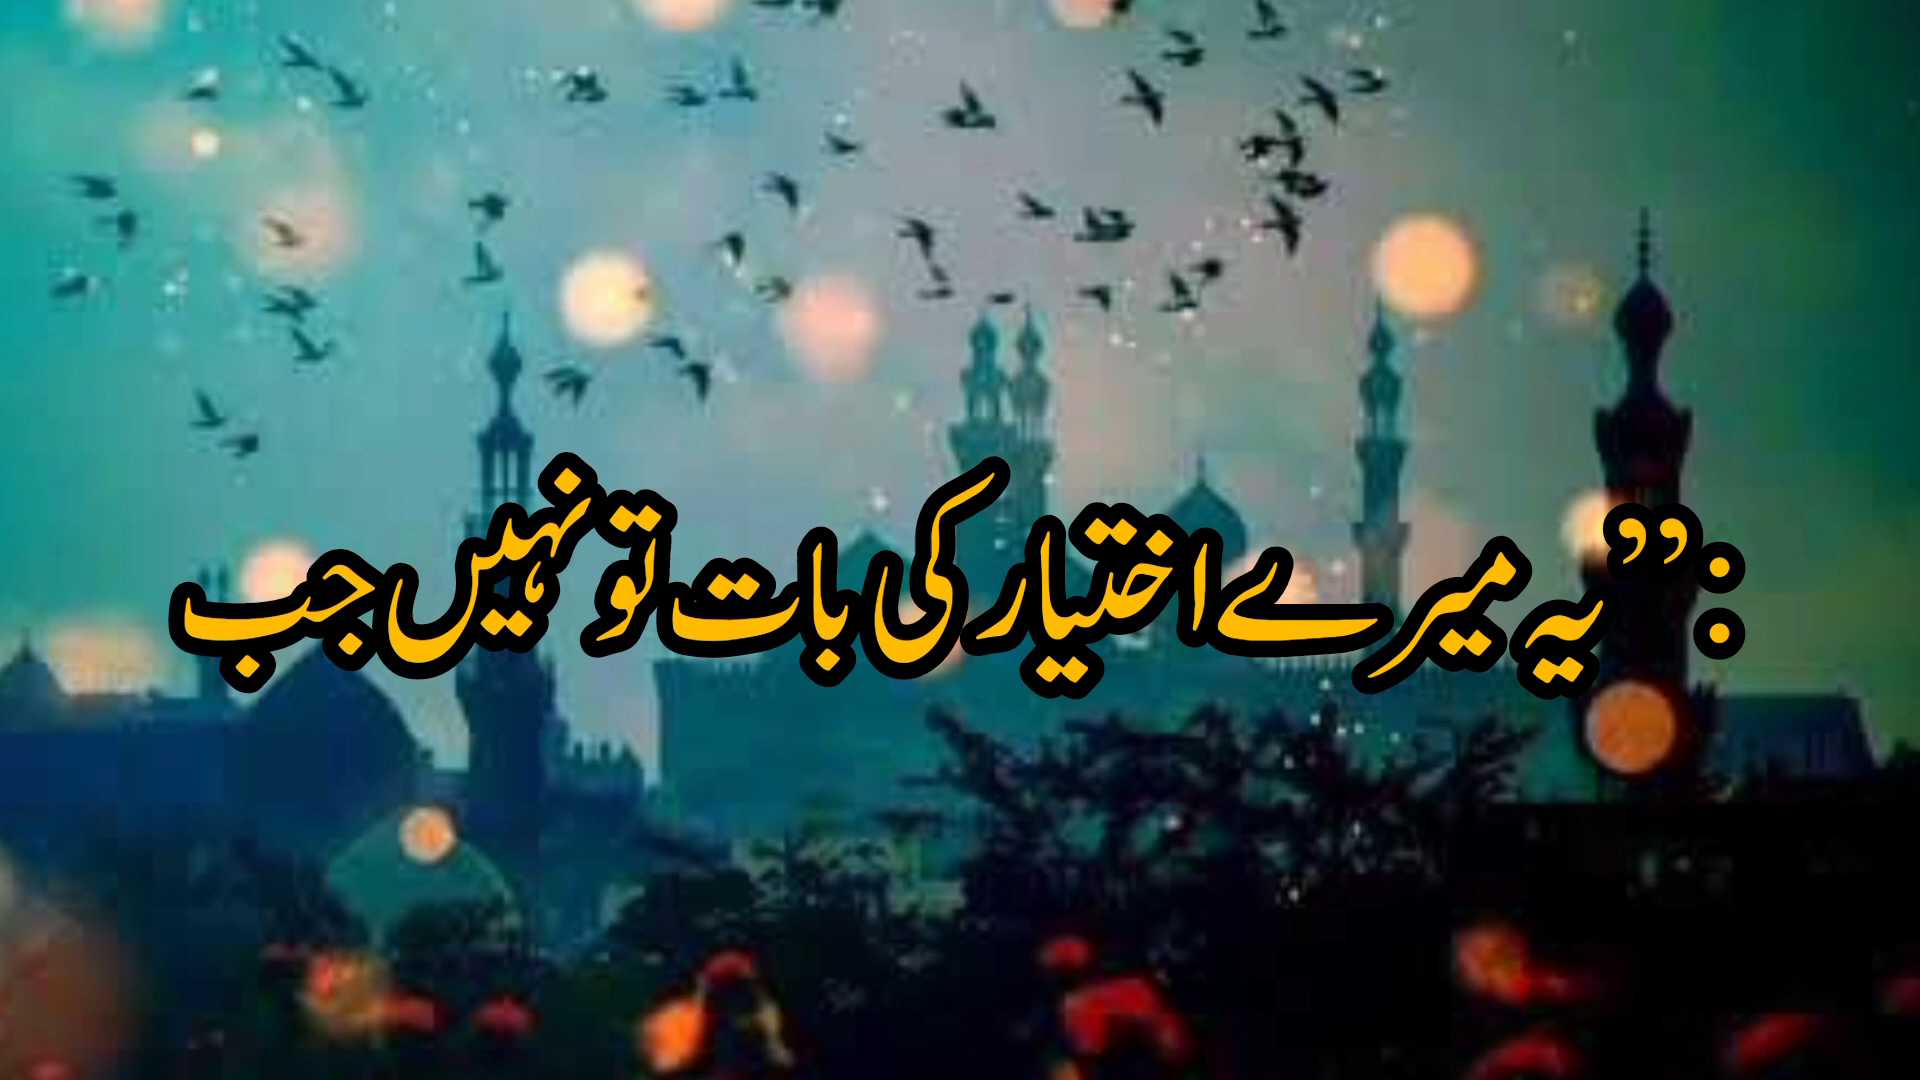 :’’یہ میرے اختیار کی بات تو نہیں جب